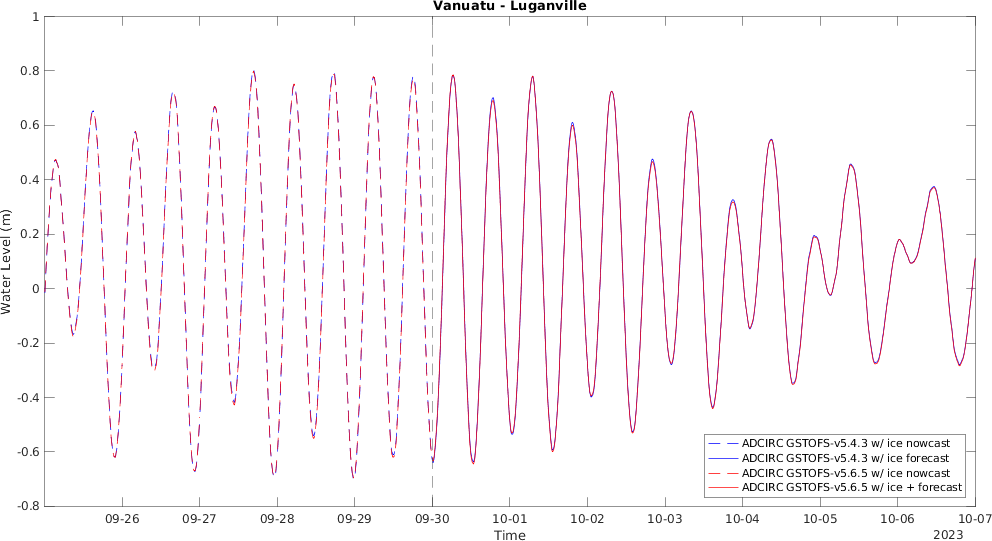 Vanuatu - Luganville
1
0.8
0.6
0.4
0.2
0
-0.2
-0.4
-0.6
-0.8
Water Level (m)
ADCIRC GSTOFS-v5.4.3 w/ ice nowcast
ADCIRC GSTOFS-v5.4.3 w/ ice forecast
ADCIRC GSTOFS-v5.6.5 w/ ice nowcast
ADCIRC GSTOFS-v5.6.5 w/ ice + forecast
09-26 09-27 09-28 09-29 09-30 10-01 10-02 10-03 10-04 10-05 10-06 10-07
Time
2023